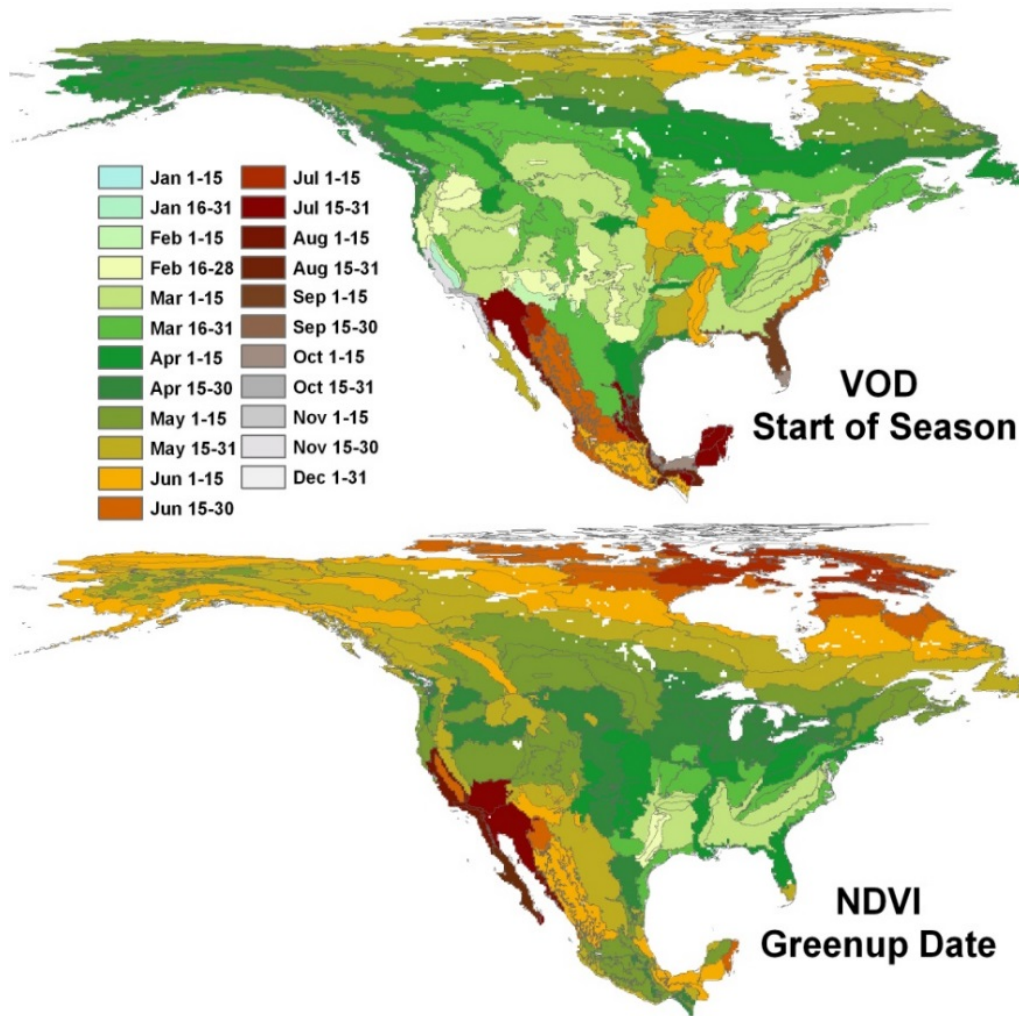 Jan 1-15
Jan 16-31
Feb 1-15
Feb 16-28
Mar 1-15
Mar 16-31
Apr 1-15
Apr 15-30
May 1-15
May 15-31
Jun 1-15
Jun 15-30
Jul 1-15
Jul 15-31
Aug 1-15
Aug 15-31
Sep 1-15
Sep 15-30
Oct 1-15
Oct 15-31
Nov 1-15
Nov 15-30
Dec 1-31
VOD
Start of Season
NDVI
Greenup Date